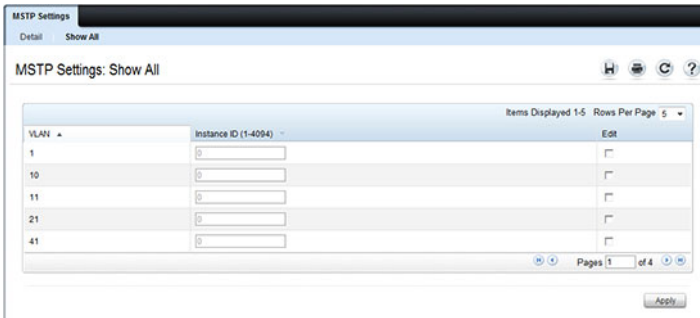 MSTP Settings
Detail Show All
MSTP Settings: Show All
?
Items Displayed 1-5 Rows Per Page 5
VLAN Instance ID (1-4094) Edit
1 0
10 0
11 0
21 0
41 0
Pages 1 of 4
Apply